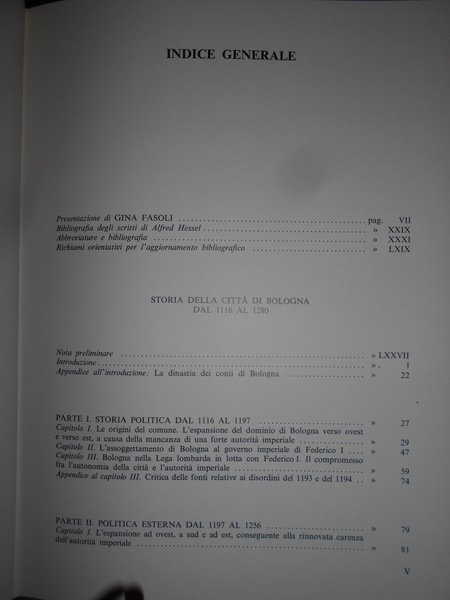 INDICE GENERALE
Presentazione di GINA FASOLI . . . . . . . . . . pag. VII
Bibliografia degli scritti di Alfred Hessel . . . . . . . . . . » XXIX
Abbreviature e bibliografia . . . . . . . . . . » XXXI
Richiami orientativi per l'aggiornamento bibliografico . . . . . . . . . . » LXIX
STORIA DELLA CITTÀ DI BOLOGNA
DAL 1116 AL 1280
Nota preliminare . . . . . . . . . . » LXXVII
Introduzione . . . . . . . . . . » . 1
Appendice all'introduzione: La dinastia dei conti di Bologna . . . . . . . . . . » 22
PARTE I. STORIA POLITICA DAL 1116 AL 1197 . . . . . . . . . . » 27
Capitolo I. Le origini del comune. L'espansione del dominio di Bologna verso ovest
e verso est, a causa della mancanza di una forte autorità imperiale . . . . . . . . . . » 29
Capitolo II. L'assoggettamento di Bologna al governo imperiale di Federico I . . . » 47
Capitolo III. Bologna nella Lega lombarda in lotta con Federico I. Il compromesso
fra l'autonomia della città e l'autorità imperiale . . . . . . . . . . » 59
Appendice al capitolo III. Critica delle fonti relative ai disordini del 1193 e del 1194 . . » 74
PARTE II. POLITICA ESTERNA DAL 1197 AL 1256 . . . . . . . . . . » 79
Capitolo I. L'espansione ad ovest, a sud e ad est, conseguente alla rinnovata carenza
dell'autorità imperiale . . . . . . . . . . » 81
V